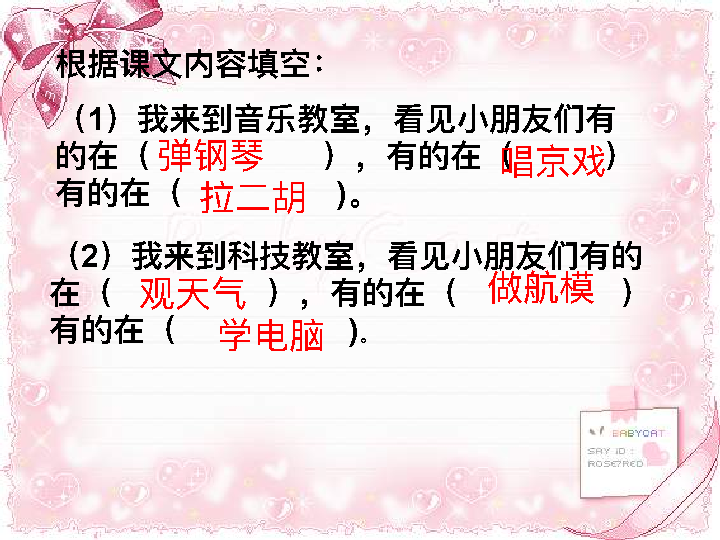 根据课文内容填空：
（1）我来到音乐教室，看见小朋友们有
的在（ 弹钢琴 ），有的在（ 唱京戏 ）
有的在（ 拉二胡 )。
（2）我来到科技教室，看见小朋友们有的
在（ 观天气 ），有的在（ 做航模 ）
有的在（ 学电脑 )。
BABYCAT
SAY ID :
ROSE7RED